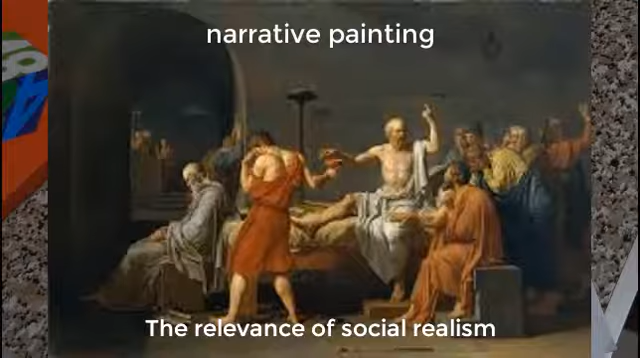 narrative painting
The relevance of social realism